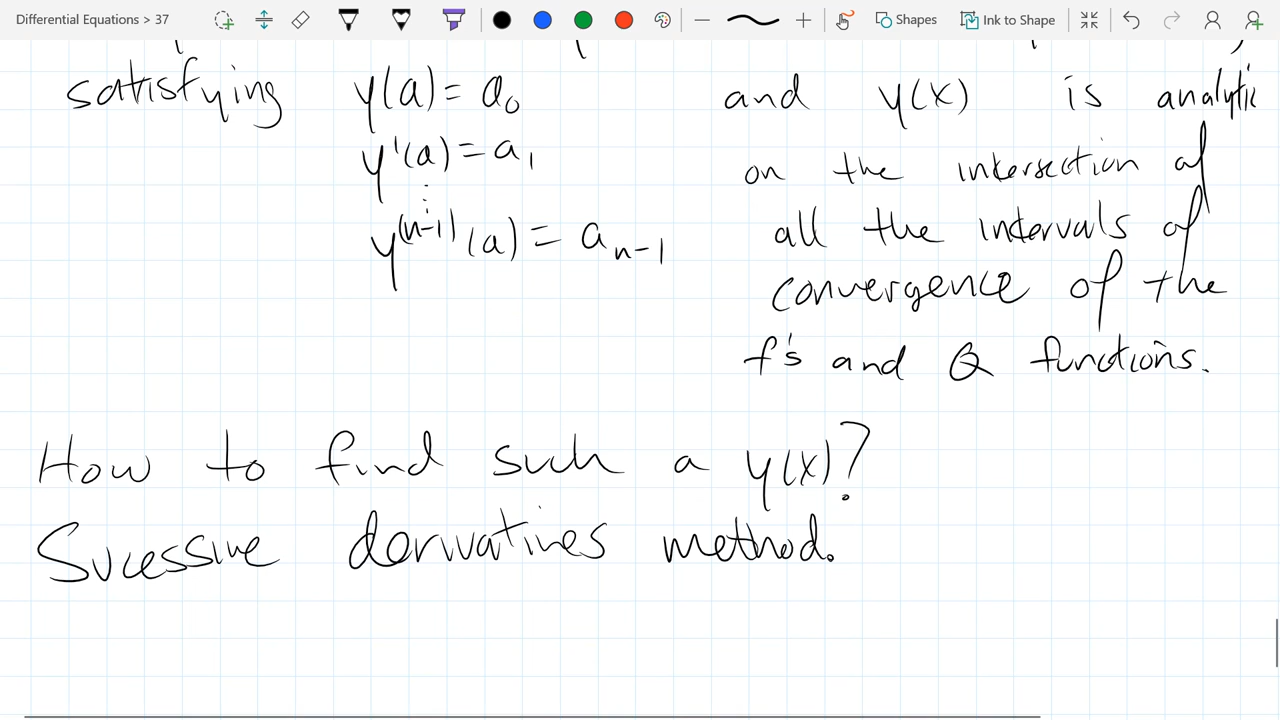 Differential Equations > 37
Shapes
Ink to Shape
satisfying y(a) = a₀
y'(a) = a₁
⋮
y⁽ⁿ⁻¹⁾(a) = aₙ₋₁
and y(x) is analytic
on the intersection of
all the intervals of
convergence of the
f's and Q functions.
How to find such a y(x)?
Sucessive derivatives method.